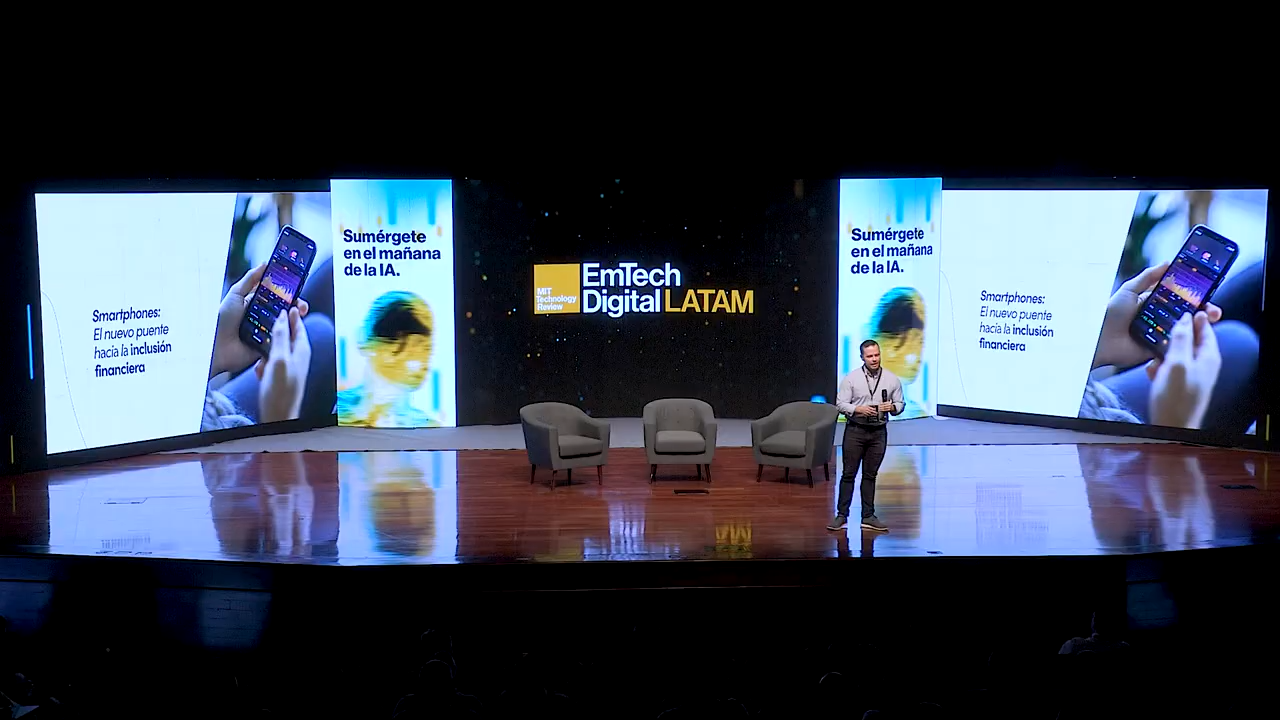 Smartphones:
El nuevo puente
hacia la inclusión
financiera
Sumérgete
en el mañana
de la IA.
MIT
Technology
Review
EmTech
Digital LATAM
Sumérgete
en el mañana
de la IA.
Smartphones:
El nuevo puente
hacia la inclusión
financiera